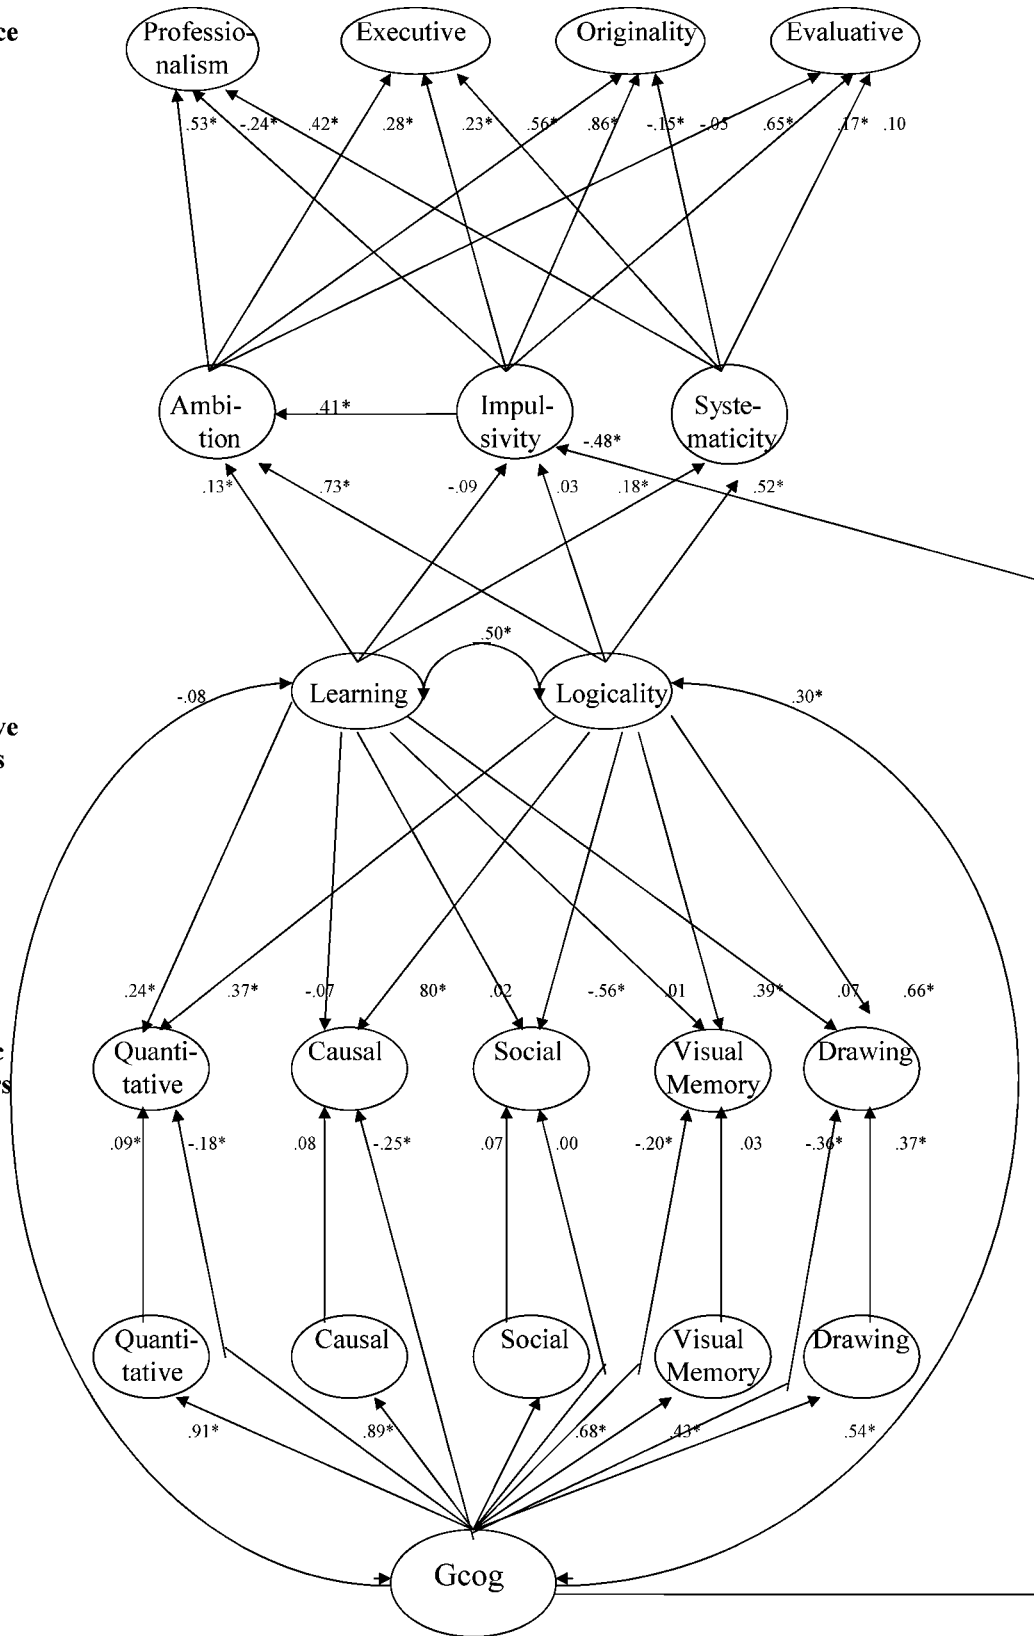 ce
Professio-
nalism
Executive
Originality
Evaluative
.53* -.24* .42* .28* .23* .56* .86* -.15* -.05 .65* .17* .10
Ambi-
tion
.41*
Impul-
sivity
Syste-
maticity
-.48*
.13* .73* -.09 .03 .18* .52*
.50*
-.08
Learning
Logicality
.30*
ve
s
.24* .37* -.07 80* .02 -.56* .01 .39* .07 .66*
c
rs
Quanti-
tative
Causal
Social
Visual
Memory
Drawing
.09* -.18* .08 -.25* .07 .00 -.20* .03 -.36* .37*
Quanti-
tative
Causal
Social
Visual
Memory
Drawing
.91* .89* .68* .43* .54*
Gcog